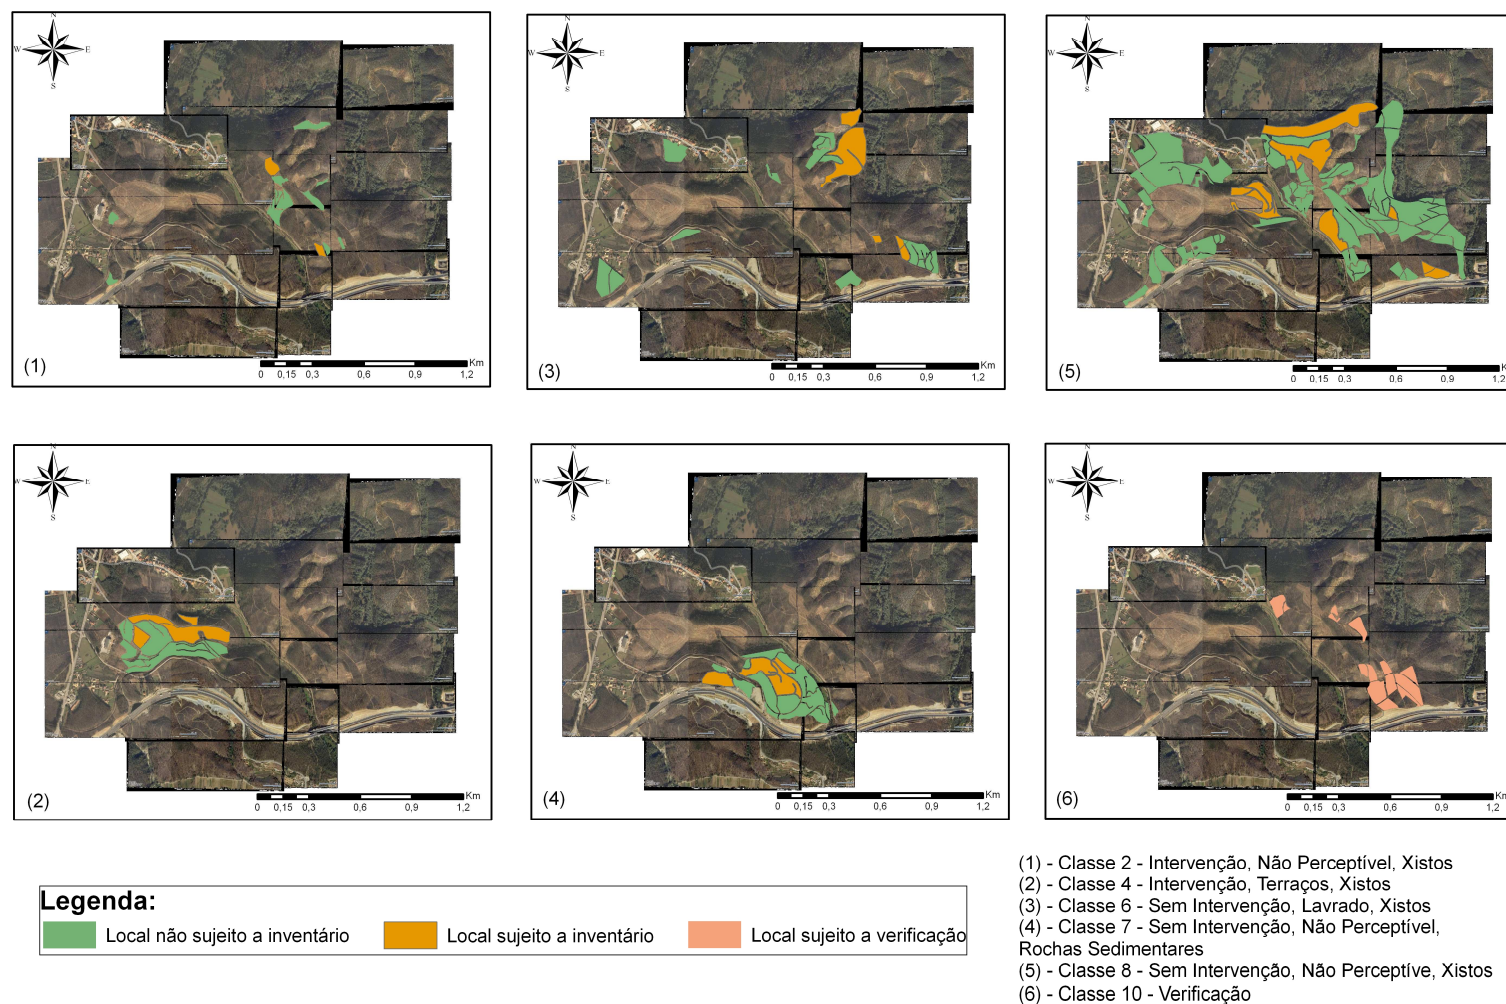 N
W E
S
(1)
Km
0 0,15 0,3 0,6 0,9 1,2
N
W E
S
(3)
Km
0 0,15 0,3 0,6 0,9 1,2
N
W E
S
(5)
0 0,15 0,3 0,6 0,9 1,2
N
W E
S
(2)
Km
0 0,15 0,3 0,6 0,9 1,2
N
W E
S
(4)
Km
0 0,15 0,3 0,6 0,9 1,2
N
W E
S
(6)
0 0,15 0,3 0,6 0,9 1,2
Legenda:
Local não sujeito a inventário Local sujeito a inventário Local sujeito a verificação
(1) - Classe 2 - Intervenção, Não Perceptível, Xistos
(2) - Classe 4 - Intervenção, Terraços, Xistos
(3) - Classe 6 - Sem Intervenção, Lavrado, Xistos
(4) - Classe 7 - Sem Intervenção, Não Perceptível,
Rochas Sedimentares
(5) - Classe 8 - Sem Intervenção, Não Perceptíve, Xistos
(6) - Classe 10 - Verificação